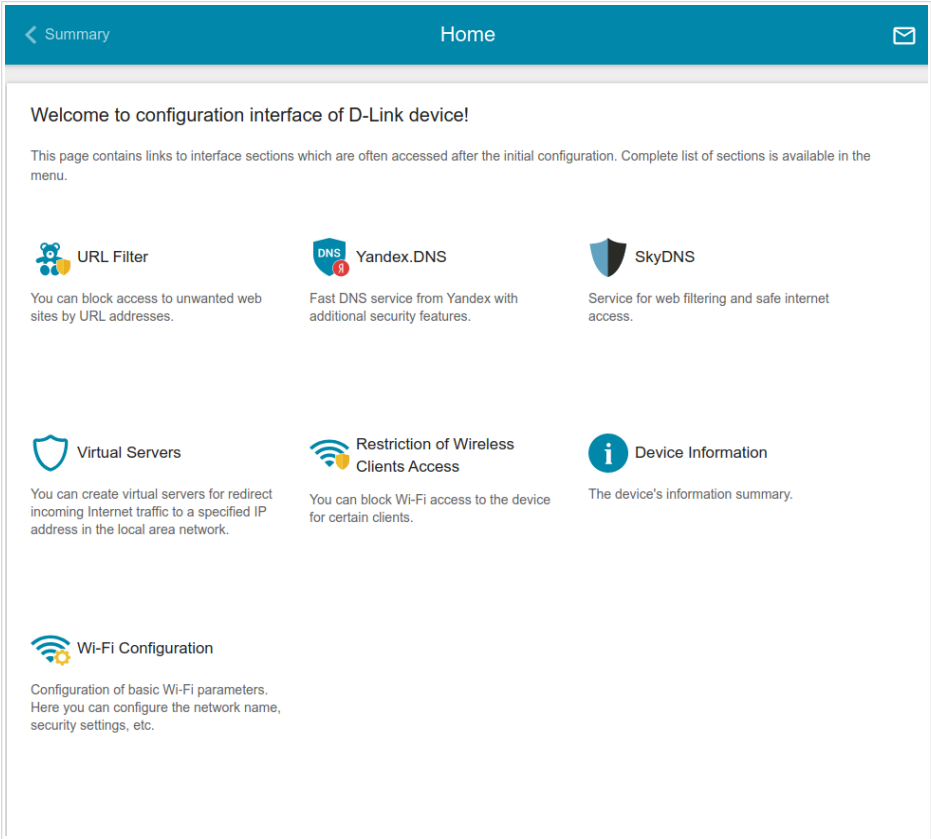 Summary
Home
Welcome to configuration interface of D-Link device!
This page contains links to interface sections which are often accessed after the initial configuration. Complete list of sections is available in the
menu.
URL Filter
You can block access to unwanted web
sites by URL addresses.
DNS
Я
Yandex.DNS
Fast DNS service from Yandex with
additional security features.
SkyDNS
Service for web filtering and safe internet
access.
Virtual Servers
You can create virtual servers for redirect
incoming Internet traffic to a specified IP
address in the local area network.
Restriction of Wireless
Clients Access
You can block Wi-Fi access to the device
for certain clients.
i
Device Information
The device's information summary.
Wi-Fi Configuration
Configuration of basic Wi-Fi parameters.
Here you can configure the network name,
security settings, etc.